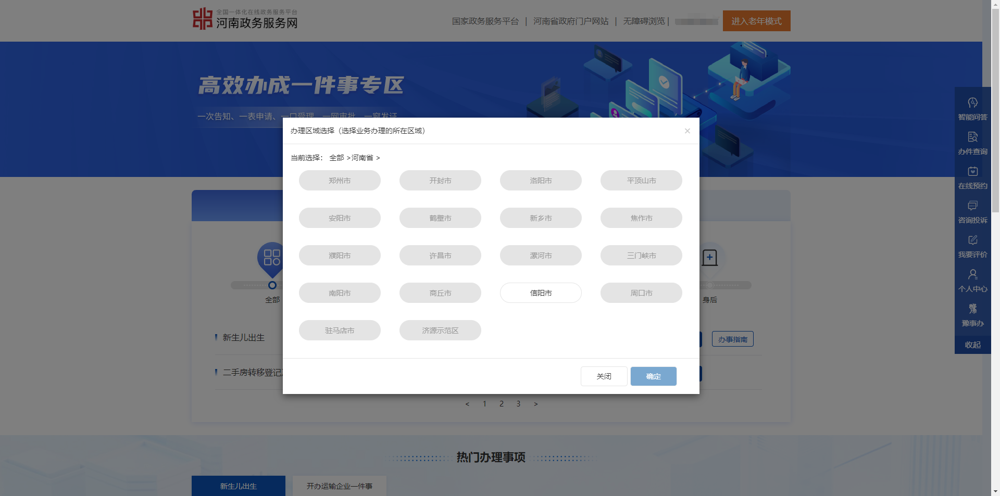 全国一体化在线政务服务平台
河南政务服务网
国家政务服务平台 | 河南省政府门户网站 | 无障碍浏览 |
进入老年模式
高效办成一件事专区
一次告知、一表申请、一口受理、一网审批、一窗发证
办理区域选择（选择业务办理的所在区域）
×
当前选择： 全部 >河南省 >
郑州市 开封市 洛阳市 平顶山市
安阳市 鹤壁市 新乡市 焦作市
濮阳市 许昌市 漯河市 三门峡市
南阳市 商丘市 信阳市 周口市
驻马店市 济源示范区
关闭 确定
全部
身后
新生儿出生
办事指南
二手房转移登记
< 1 2 3 >
热门办理事项
新生儿出生 开办运输企业一件事
智能问答
办件查询
在线预约
咨询投诉
我要评价
个人中心
豫事办
收起